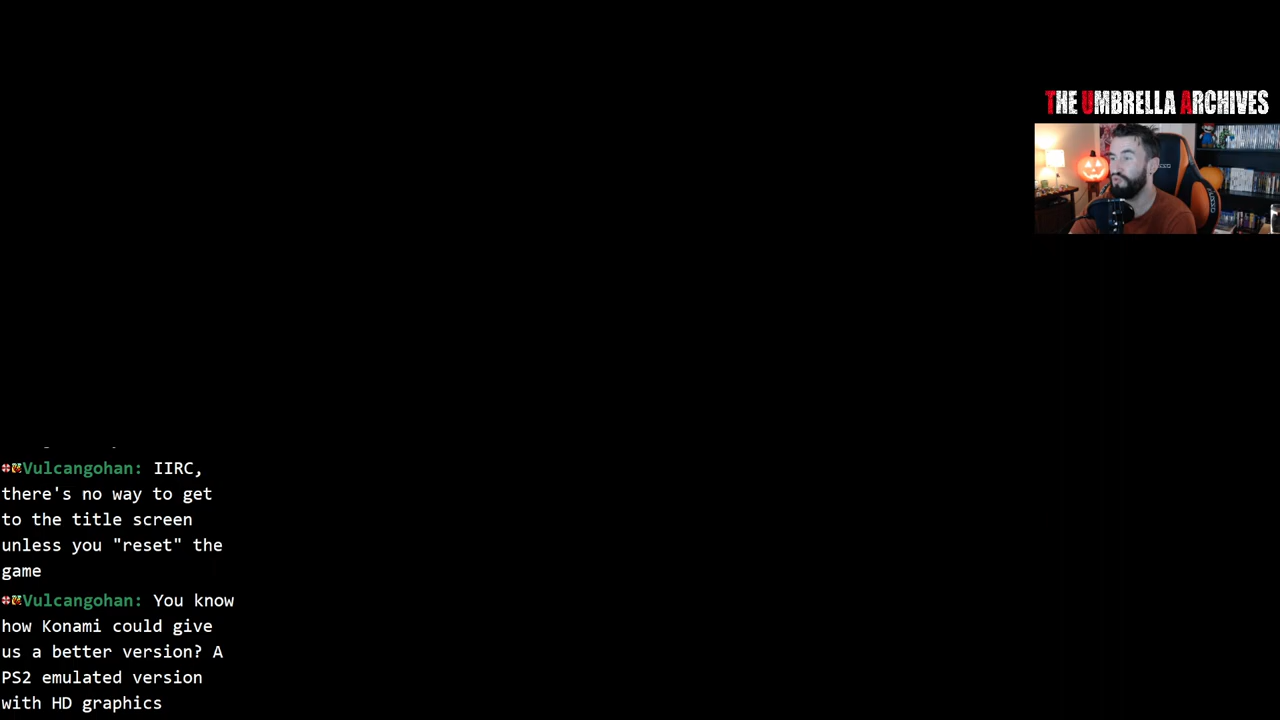 THE UMBRELLA ARCHIVES
Vulcangohan: IIRC,
there's no way to get
to the title screen
unless you "reset" the
game
Vulcangohan: You know
how Konami could give
us a better version? A
PS2 emulated version
with HD graphics